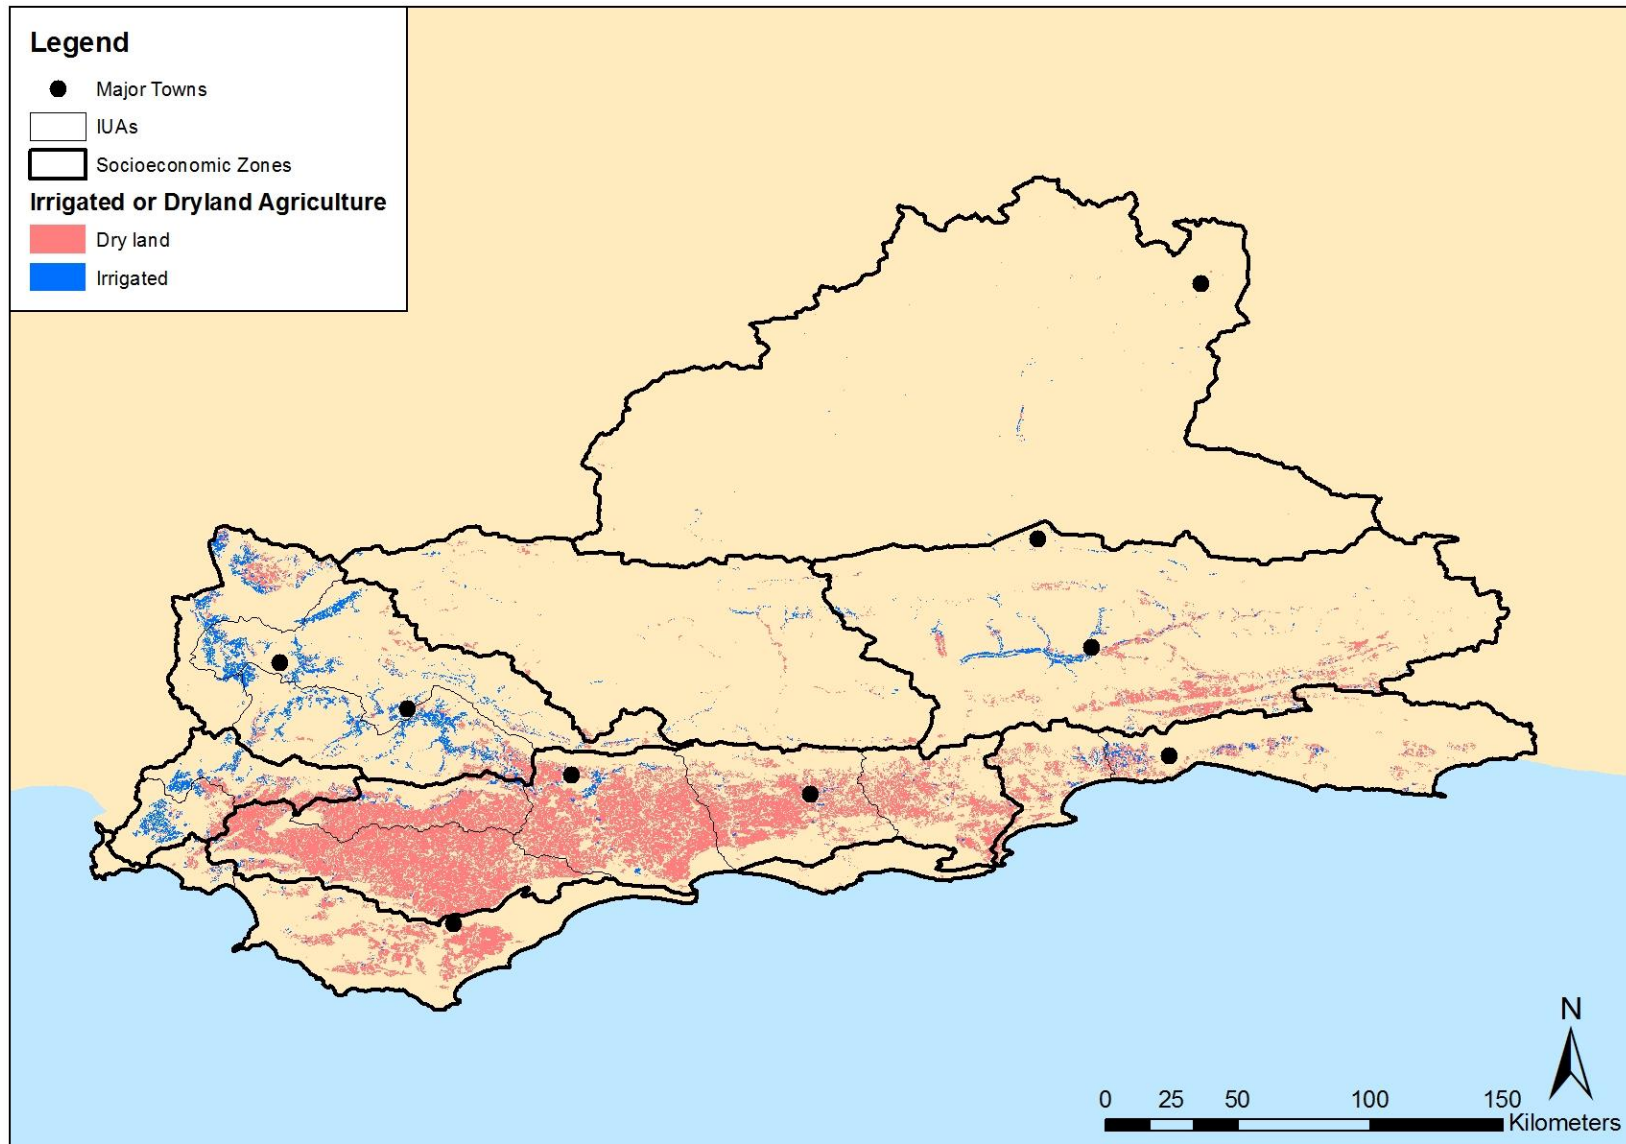 Legend
Major Towns
IUAs
Socioeconomic Zones
Irrigated or Dryland Agriculture
Dry land
Irrigated
N
0 25 50 100 150
Kilometers